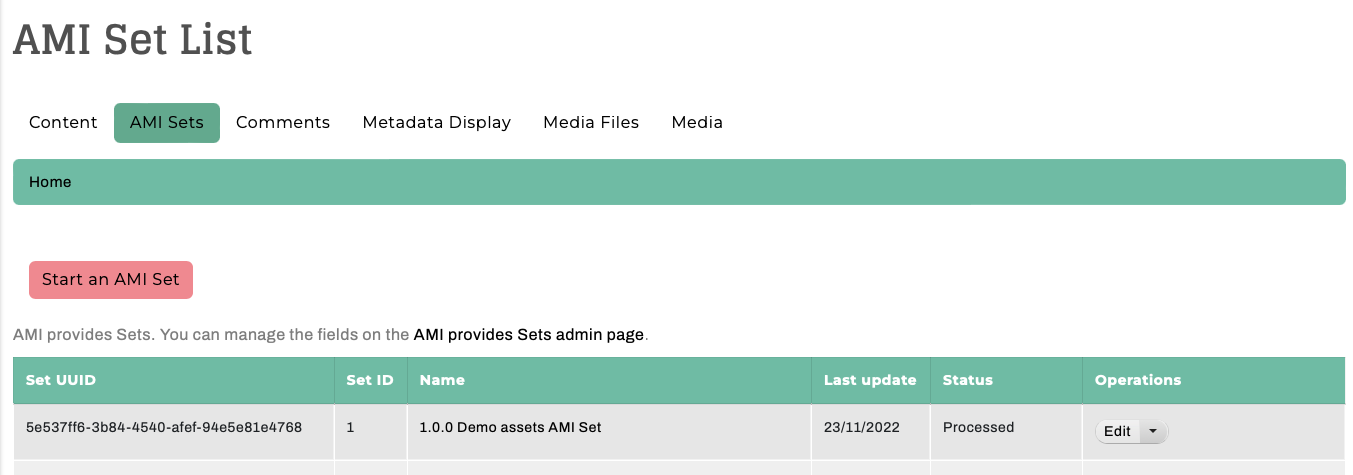 AMI Set List
Content AMI Sets Comments Metadata Display Media Files Media
Home
Start an AMI Set
AMI provides Sets. You can manage the fields on the AMI provides Sets admin page.
Set UUID Set ID Name Last update Status Operations
5e537ff6-3b84-4540-afef-94e5e81e4768 1 1.0.0 Demo assets AMI Set 23/11/2022 Processed Edit